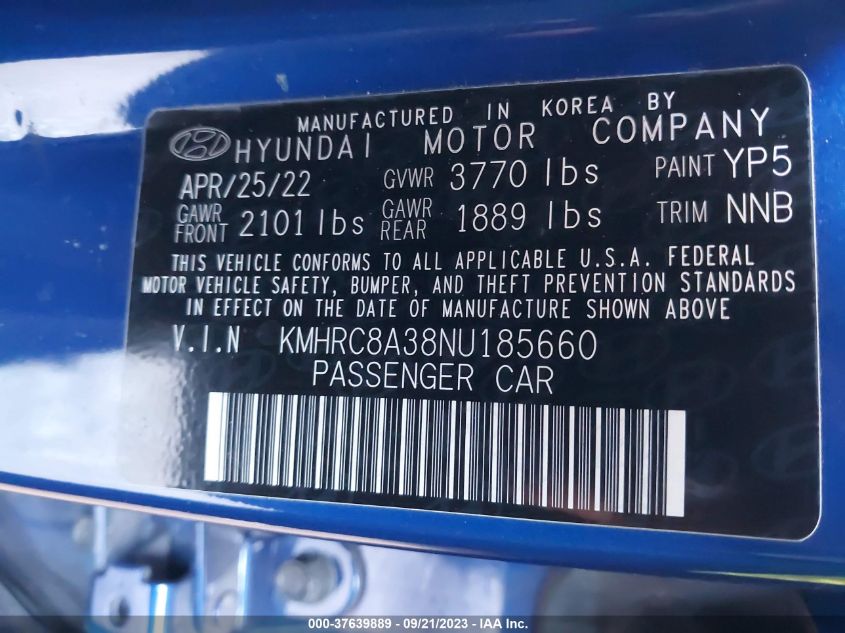 MANUFACTURED IN KOREA BY
HYUNDAI MOTOR COMPANY
APR/25/22 GVWR 3770 lbs PAINT YP5
GAWR FRONT 2101 lbs GAWR REAR 1889 lbs TRIM NNB
THIS VEHICLE CONFORMS TO ALL APPLICABLE U.S.A. FEDERAL
MOTOR VEHICLE SAFETY, BUMPER, AND THEFT PREVENTION STANDARDS
IN EFFECT ON THE DATE OF MANUFACTURE SHOWN ABOVE
V.I.N KMHRC8A38NU185660
PASSENGER CAR
000-37639889 - 09/21/2023 - IAA Inc.